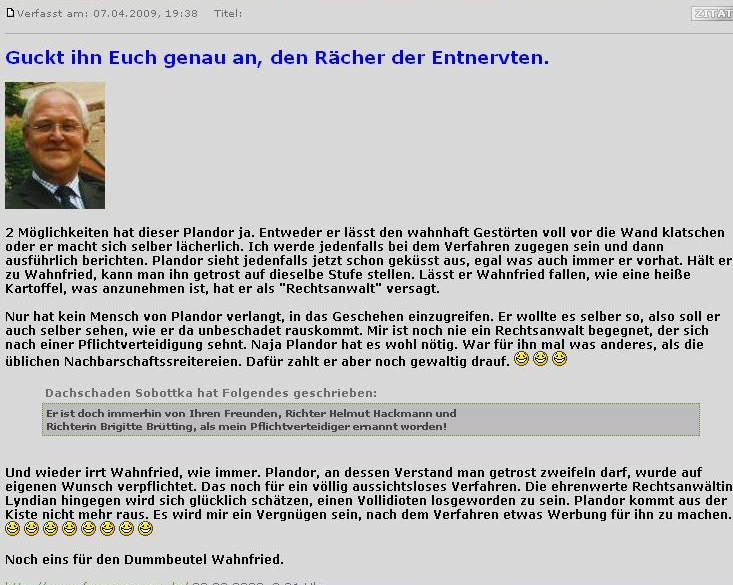 Verfasst am: 07.04.2009, 19:38 Titel:
ZITAT
Guckt ihn Euch genau an, den Rächer der Entnervten.
2 Möglichkeiten hat dieser Plandor ja. Entweder er lässt den wahnhaft Gestörten voll vor die Wand klatschen
oder er macht sich selber lächerlich. Ich werde jedenfalls bei dem Verfahren zugegen sein und dann
ausführlich berichten. Plandor sieht jedenfalls jetzt schon geküsst aus, egal was auch immer er vorhat. Hält er
zu Wahnfried, kann man ihn getrost auf dieselbe Stufe stellen. Lässt er Wahnfried fallen, wie eine heiße
Kartoffel, was anzunehmen ist, hat er als "Rechtsanwalt" versagt.
Nur hat kein Mensch von Plandor verlangt, in das Geschehen einzugreifen. Er wollte es selber so, also soll er
auch selber sehen, wie er da unbeschadet rauskommt. Mir ist noch nie ein Rechtsanwalt begegnet, der sich
nach einer Pflichtverteidigung sehnt. Naja Plandor hat es wohl nötig. War für ihn mal was anderes, als die
üblichen Nachbarschaftssreitereien. Dafür zahlt er aber noch gewaltig drauf.
Dachschaden Sobottka hat Folgendes geschrieben:
Er ist doch immerhin von Ihren Freunden, Richter Helmut Hackmann und
Richterin Brigitte Brütting, als mein Pflichtverteidiger ernannt worden!
Und wieder irrt Wahnfried, wie immer. Plandor, an dessen Verstand man getrost zweifeln darf, wurde auf
eigenen Wunsch verpflichtet. Das noch für ein völlig aussichtsloses Verfahren. Die ehrenwerte Rechtsanwältin
Lyndian hingegen wird sich glücklich schätzen, einen Vollidioten losgeworden zu sein. Plandor kommt aus der
Kiste nicht mehr raus. Es wird mir ein Vergnügen sein, nach dem Verfahren etwas Werbung für ihn zu machen.
Noch eins für den Dummbeutel Wahnfried.